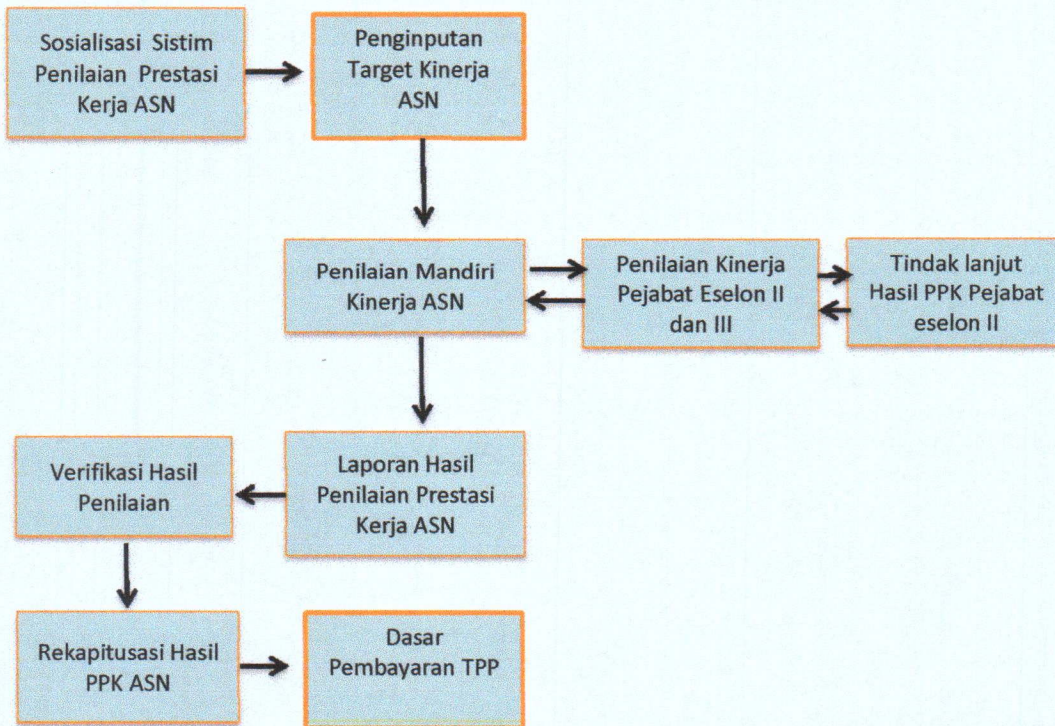 Sosialisasi Sistim
Penilaian Prestasi
Kerja ASN
Penginputan
Target Kinerja
ASN
Penilaian Mandiri
Kinerja ASN
Penilaian Kinerja
Pejabat Eselon II
dan III
Tindak lanjut
Hasil PPK Pejabat
eselon II
Laporan Hasil
Penilaian Prestasi
Kerja ASN
Verifikasi Hasil
Penilaian
Rekapitusasi Hasil
PPK ASN
Dasar
Pembayaran TPP